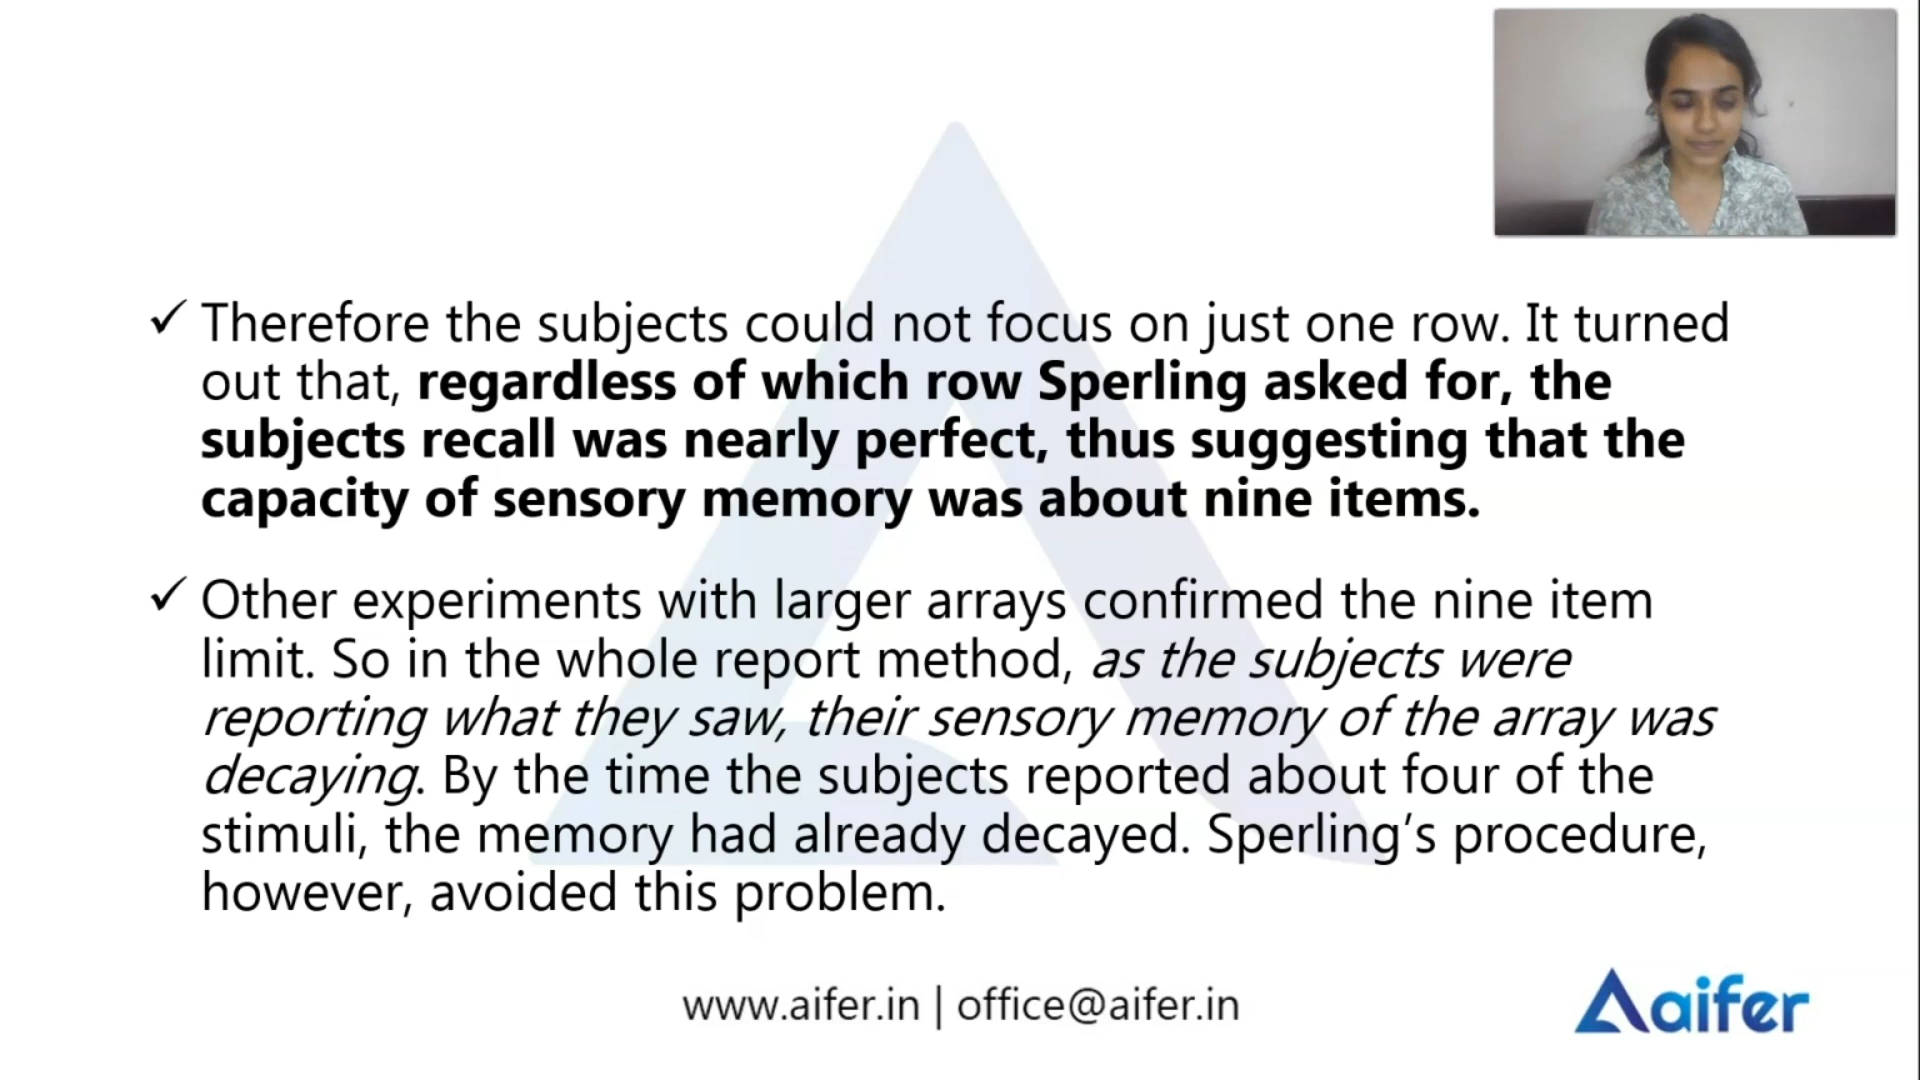 ✓ Therefore the subjects could not focus on just one row. It turned
out that, regardless of which row Sperling asked for, the
subjects recall was nearly perfect, thus suggesting that the
capacity of sensory memory was about nine items.
✓ Other experiments with larger arrays confirmed the nine item
limit. So in the whole report method, as the subjects were
reporting what they saw, their sensory memory of the array was
decaying. By the time the subjects reported about four of the
stimuli, the memory had already decayed. Sperling’s procedure,
however, avoided this problem.
www.aifer.in | office@aifer.in
aifer